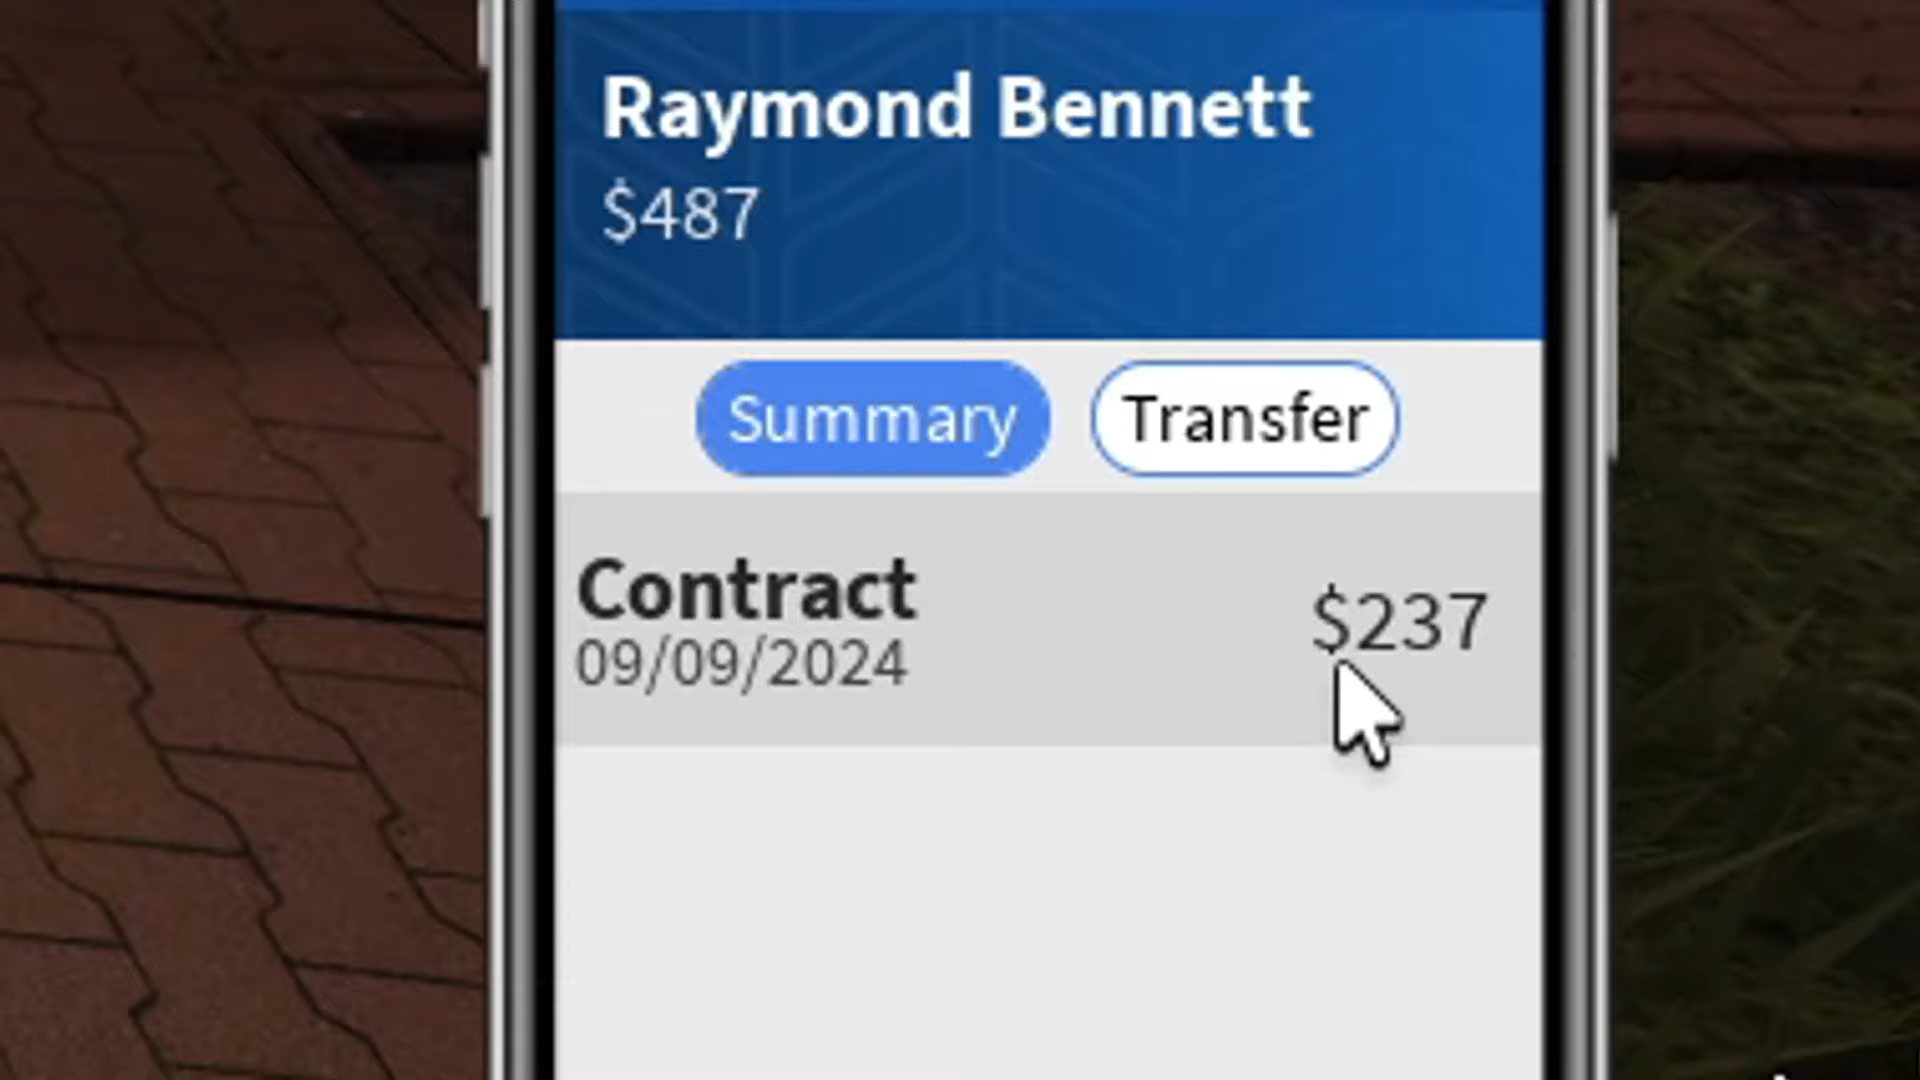 Raymond Bennett
$487
Summary
Transfer
Contract
09/09/2024
$237